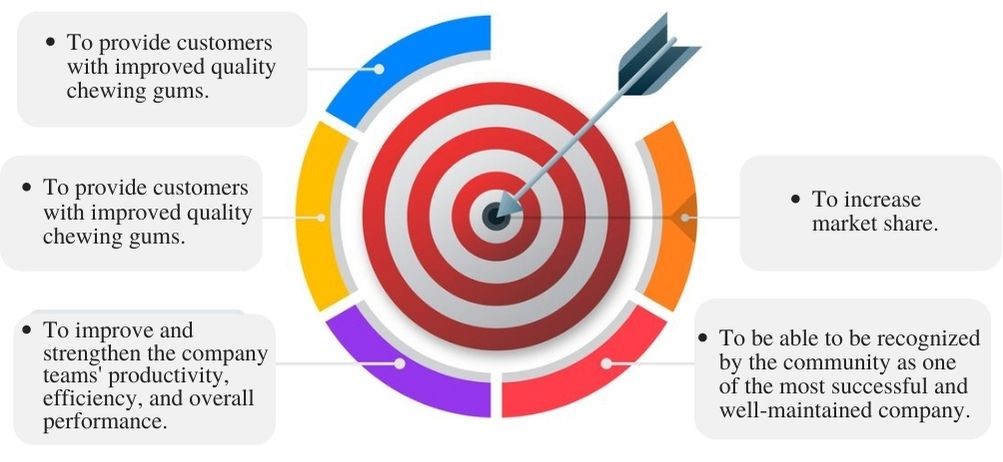 • To provide customers
with improved quality
chewing gums.
• To provide customers
with improved quality
chewing gums.
• To improve and
strengthen the company
teams' productivity,
efficiency, and overall
performance.
• To increase
market share.
• To be able to be recognized
by the community as one
of the most successful and
well-maintained company.